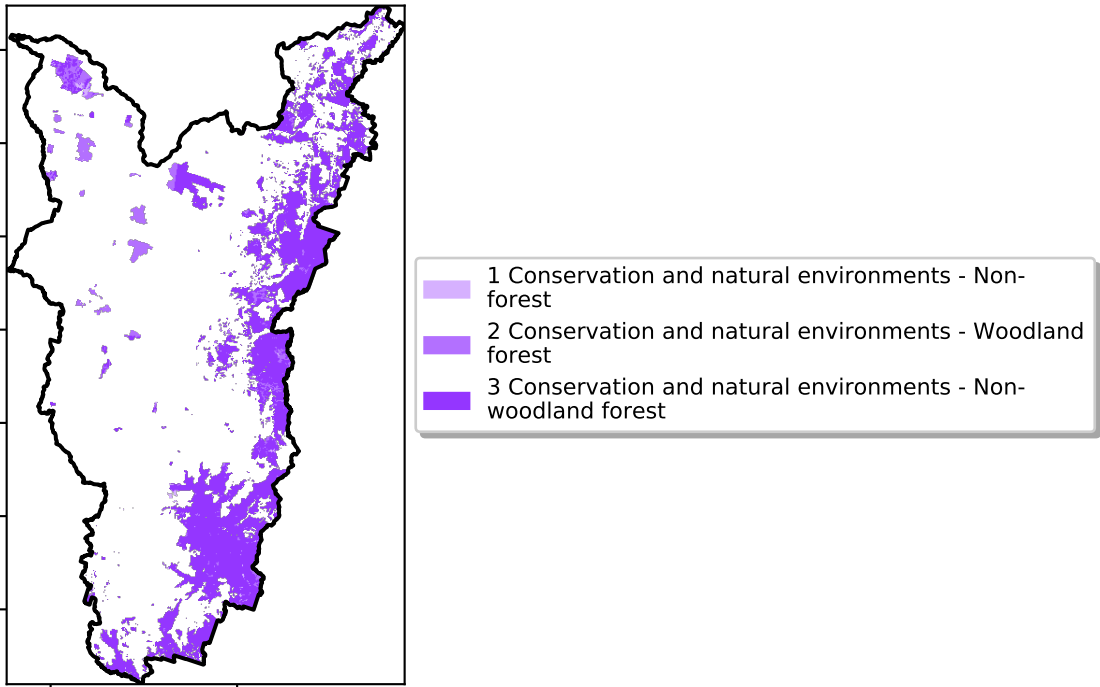 1 Conservation and natural environments - Non-
forest
2 Conservation and natural environments - Woodland
forest
3 Conservation and natural environments - Non-
woodland forest